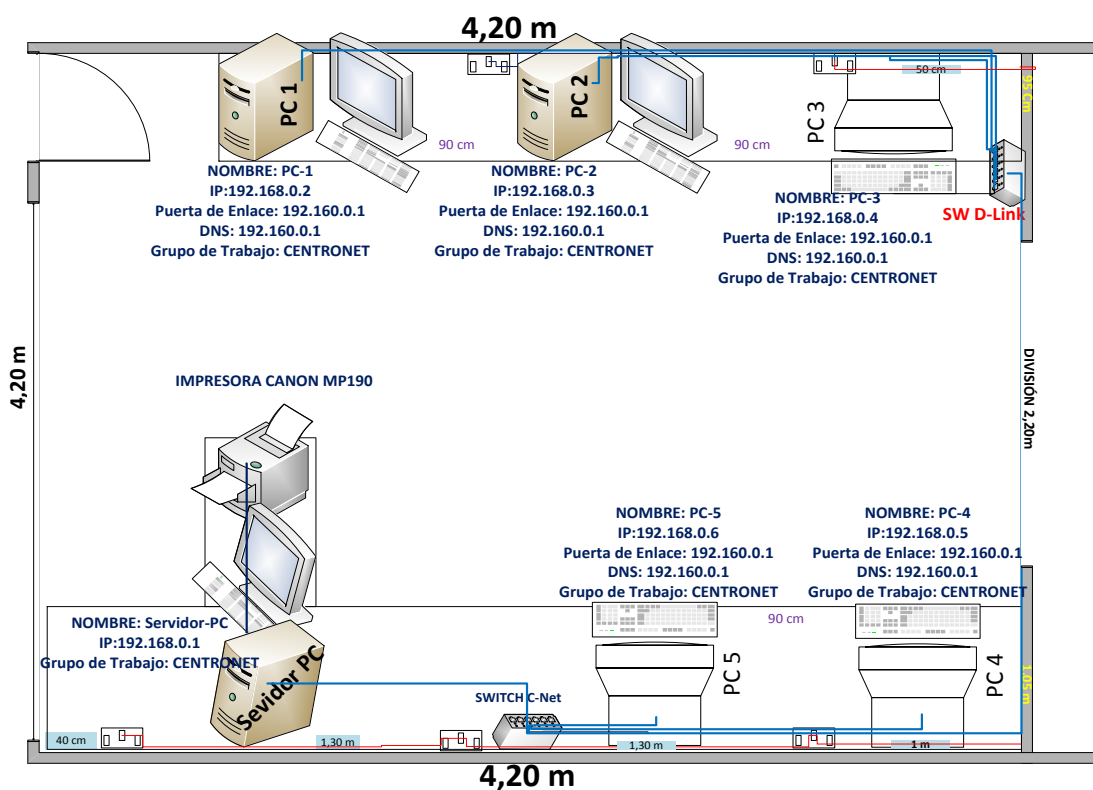 4,20 m
PC 1
PC 2
PC 3
50 cm
95 Cm
90 cm
90 cm
NOMBRE: PC-1
IP:192.168.0.2
Puerta de Enlace: 192.160.0.1
DNS: 192.160.0.1
Grupo de Trabajo: CENTRONET
NOMBRE: PC-2
IP:192.168.0.3
Puerta de Enlace: 192.160.0.1
DNS: 192.160.0.1
Grupo de Trabajo: CENTRONET
NOMBRE: PC-3
IP:192.168.0.4
Puerta de Enlace: 192.160.0.1
DNS: 192.160.0.1
Grupo de Trabajo: CENTRONET
SW D-Link
4,20 m
DIVISIÓN 2,20m
IMPRESORA CANON MP190
NOMBRE: PC-5
IP:192.168.0.6
Puerta de Enlace: 192.160.0.1
DNS: 192.160.0.1
Grupo de Trabajo: CENTRONET
NOMBRE: PC-4
IP:192.168.0.5
Puerta de Enlace: 192.160.0.1
DNS: 192.160.0.1
Grupo de Trabajo: CENTRONET
90 cm
NOMBRE: Servidor-PC
IP:192.168.0.1
Grupo de Trabajo: CENTRONET
Sevidor PC
SWITCH C-Net
PC 5
PC 4
1,05 m
40 cm
1,30 m
1,30 m
1 m
4,20 m